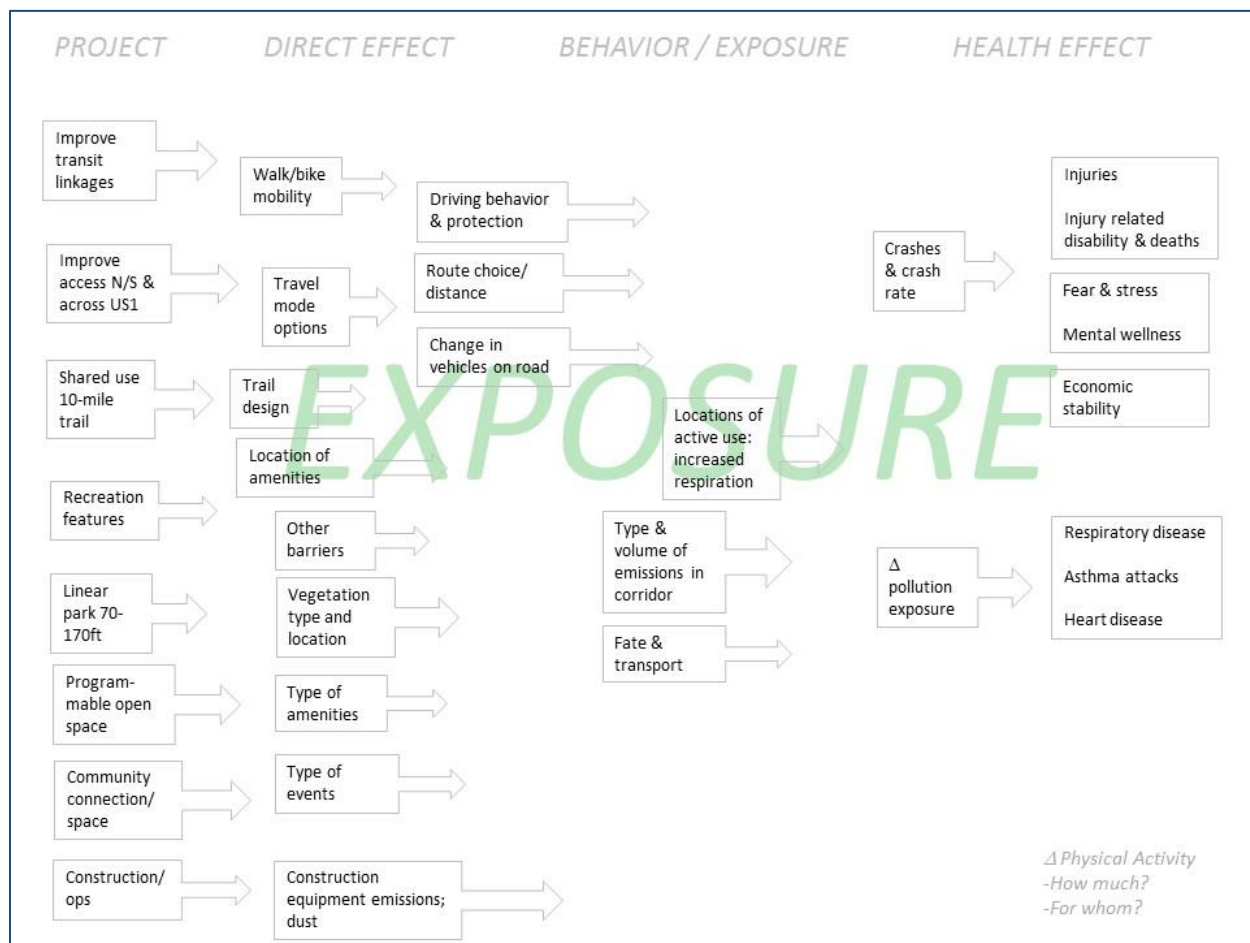 PROJECT
DIRECT EFFECT
BEHAVIOR / EXPOSURE
HEALTH EFFECT
Improve
transit
linkages
Improve
access N/S &
across US1
Shared use
10-mile
trail
Recreation
features
Linear
park 70-
170ft
Program-
mable open
space
Community
connection/
space
Construction/
ops
Walk/bike
mobility
Travel
mode
options
Trail
design
Location of
amenities
Other
barriers
Vegetation
type and
location
Type of
amenities
Type of
events
Construction
equipment emissions;
dust
Driving behavior
& protection
Route choice/
distance
Change in
vehicles on road
EXPOSURE
Locations of
active use:
increased
respiration
Type &
volume of
emissions in
corridor
Fate &
transport
Crashes
& crash
rate
Δ
pollution
exposure
Injuries
Injury related
disability & deaths
Fear & stress
Mental wellness
Economic
stability
Respiratory disease
Asthma attacks
Heart disease
Δ Physical Activity
-How much?
-For whom?